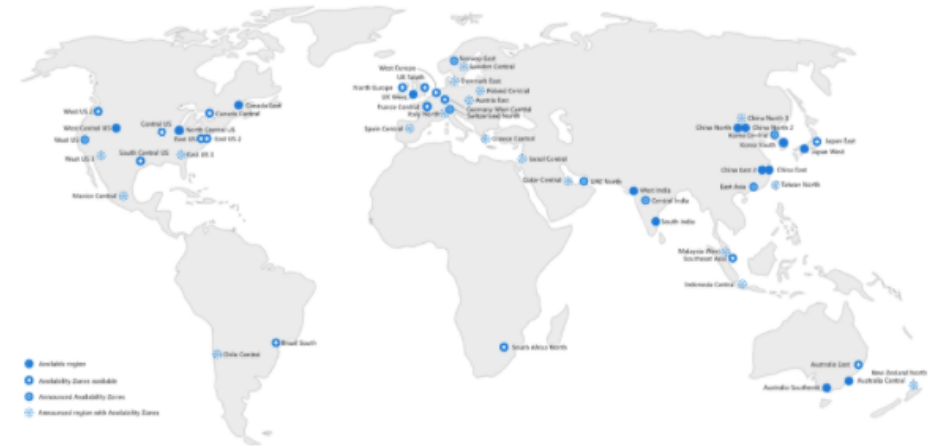 Norway East
Sweden Central
West Europe
UK South
Denmark East
North Europe
Poland Central
UK West
Austria East
France Central
Germany West Central
Italy North
Switzerland North
Spain Central
Greece Central
Israel Central
Qatar Central
UAE North
Canada East
West US 2
Canada Central
West Central US
Central US
North Central US
West US
East US
East US 2
South Central US
West US 3
East US 3
Mexico Central
China North 3
China North
China North 2
Korea Central
Japan East
Korea South
Japan West
China East 2
China East
East Asia
Taiwan North
West India
Central India
South India
Malaysia West
Southeast Asia
Indonesia Central
Brazil South
Chile Central
South Africa North
Australia East
New Zealand North
Australia Central
Australia Southeast
Available region
Availability Zones available
Announced Availability Zones
Announced region with Availability Zones